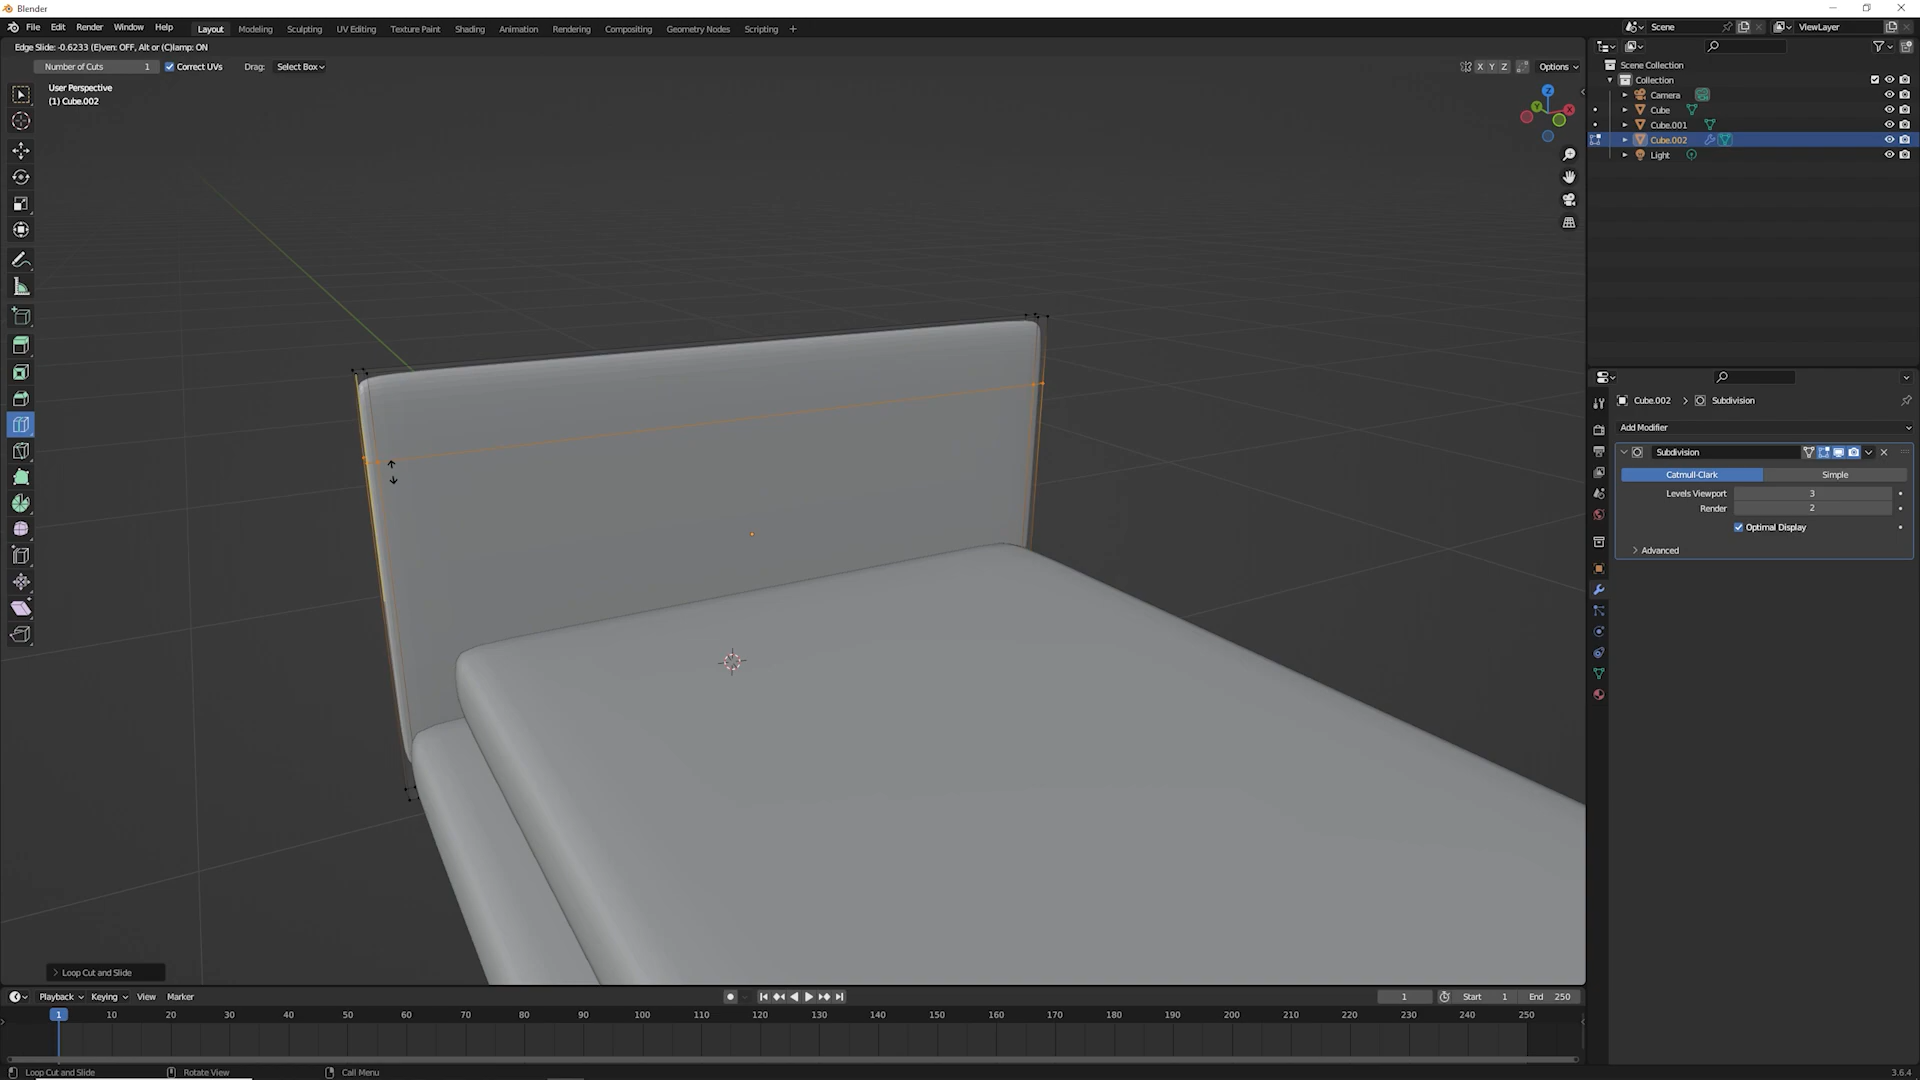 Blender
File Edit Render Window Help
Layout Modeling Sculpting UV Editing Texture Paint Shading Animation Rendering Compositing Geometry Nodes Scripting +
Scene
ViewLayer
Edge Slide: -0.6233 (E)ven: OFF, Alt or (C)lamp: ON
Number of Cuts 1 Correct UVs Drag: Select Box
X Y Z Options
User Perspective
(1) Cube.002
Z
Y
X
Scene Collection
Collection
Camera
Cube
Cube.001
Cube.002
Light
Cube.002 > Subdivision
Add Modifier
Subdivision
Catmull-Clark Simple
Levels Viewport 3
Render 2
Optimal Display
Advanced
Loop Cut and Slide
Playback Keying View Marker
1 Start 1 End 250
1 10 20 30 40 50 60 70 80 90 100 110 120 130 140 150 160 170 180 190 200 210 220 230 240 250
Loop Cut and Slide Rotate View Call Menu
3.6.4